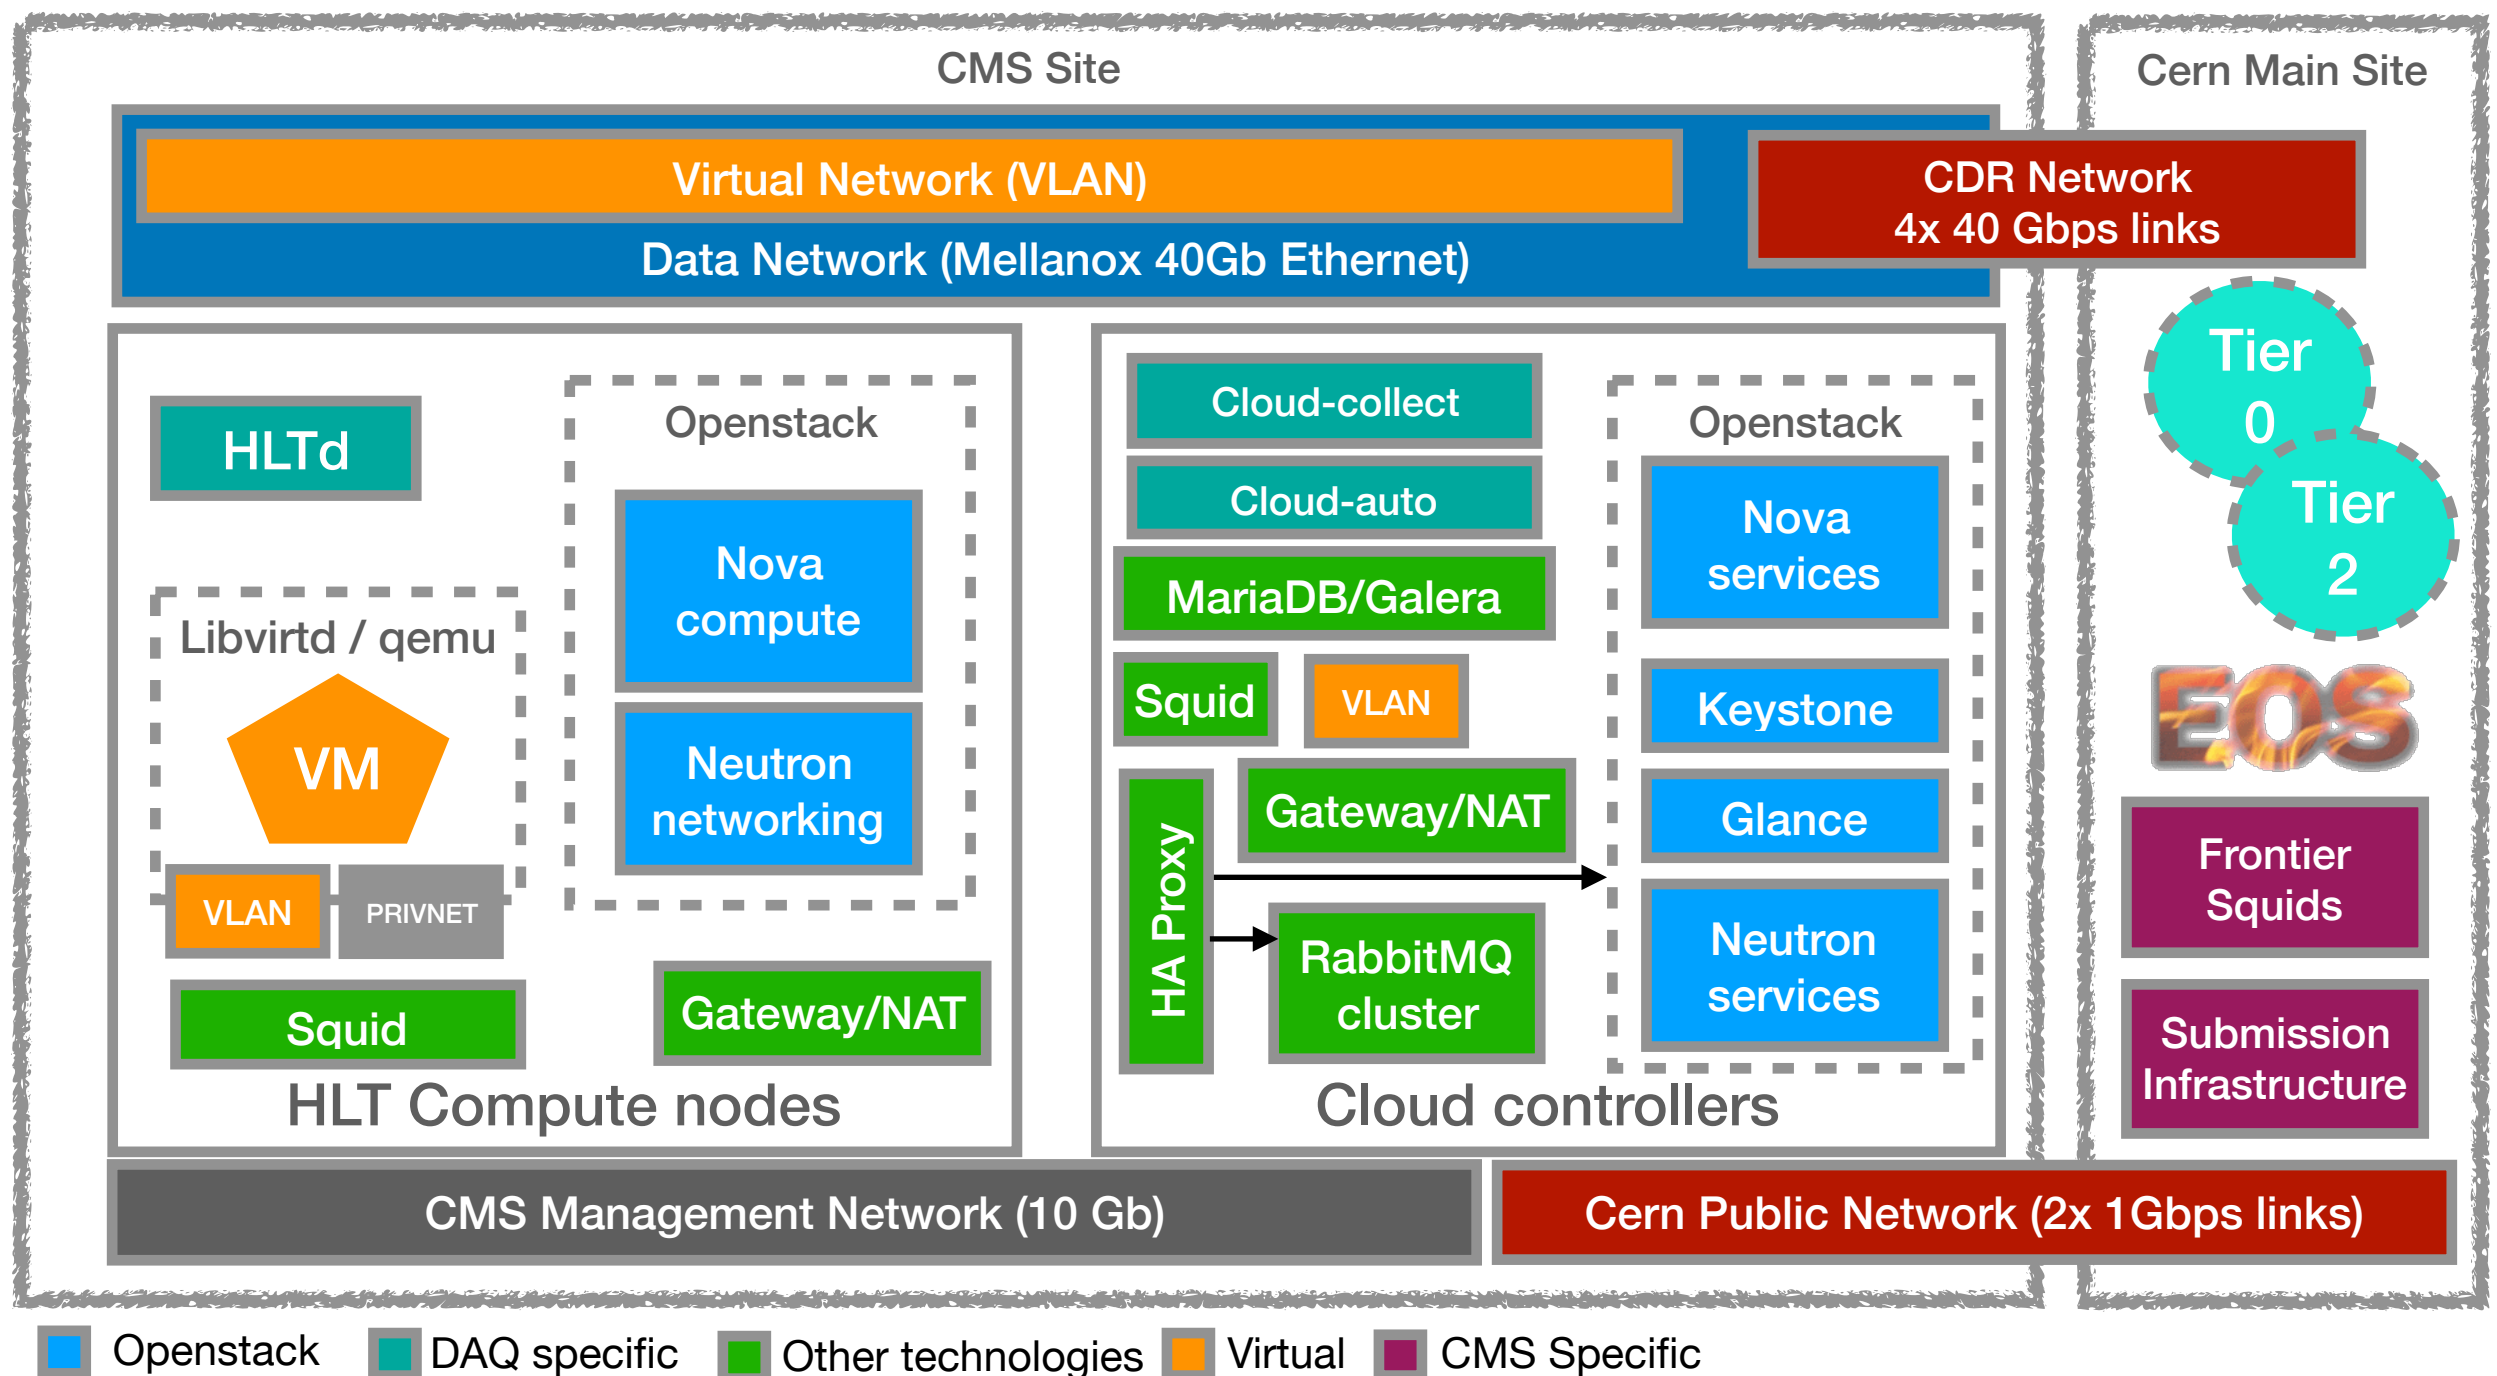 CMS Site
Cern Main Site
Virtual Network (VLAN)
Data Network (Mellanox 40Gb Ethernet)
CDR Network
4x 40 Gbps links
HLTd
Openstack
Nova
compute
Neutron
networking
Libvirtd / qemu
VM
VLAN
PRIVNET
Squid
Gateway/NAT
HLT Compute nodes
Cloud-collect
Cloud-auto
MariaDB/Galera
Squid
VLAN
Gateway/NAT
HA Proxy
RabbitMQ
cluster
Openstack
Nova
services
Keystone
Glance
Neutron
services
Cloud controllers
Tier
0
Tier
2
EOS
Frontier
Squids
Submission
Infrastructure
CMS Management Network (10 Gb)
Cern Public Network (2x 1Gbps links)
Openstack
DAQ specific
Other technologies
Virtual
CMS Specific